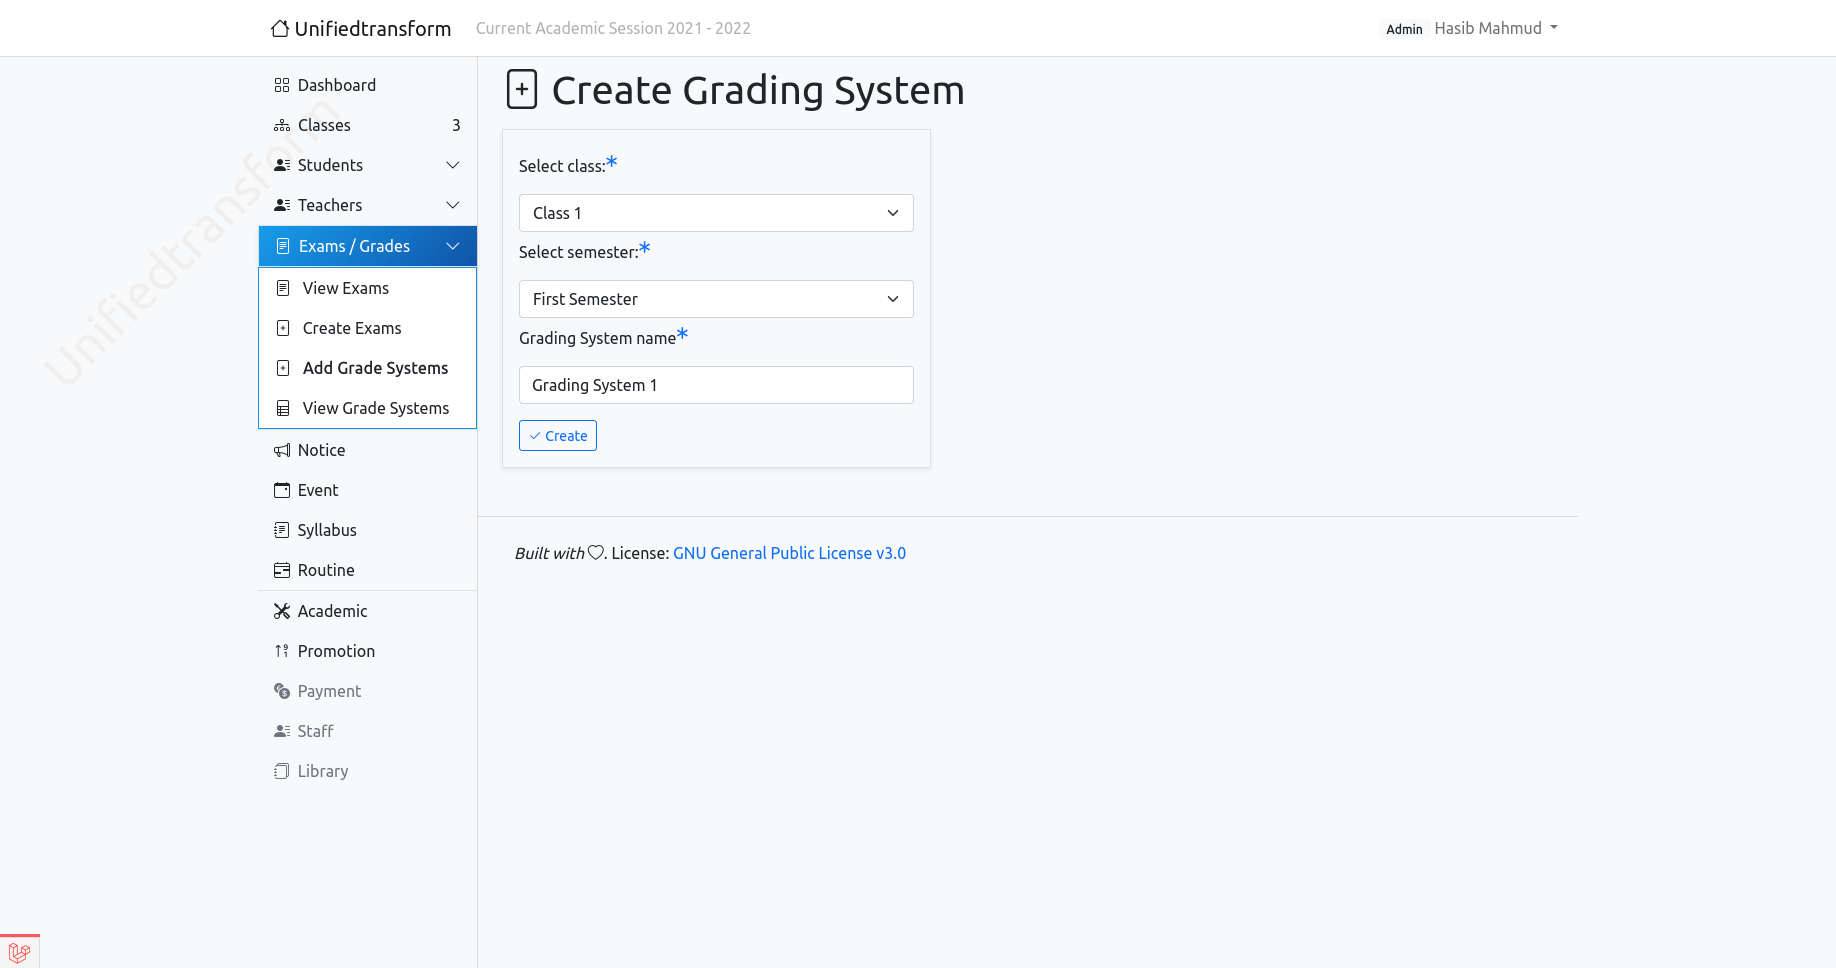 Unifiedtransform Current Academic Session 2021 - 2022 Admin Hasib Mahmud
Dashboard
Classes 3
Students
Teachers
Exams / Grades
View Exams
Create Exams
Add Grade Systems
View Grade Systems
Notice
Event
Syllabus
Routine
Academic
Promotion
Payment
Staff
Library
Unifiedtransform
Create Grading System
Select class:*
Class 1
Select semester:*
First Semester
Grading System name*
Grading System 1
Create
Built with ♡. License: GNU General Public License v3.0